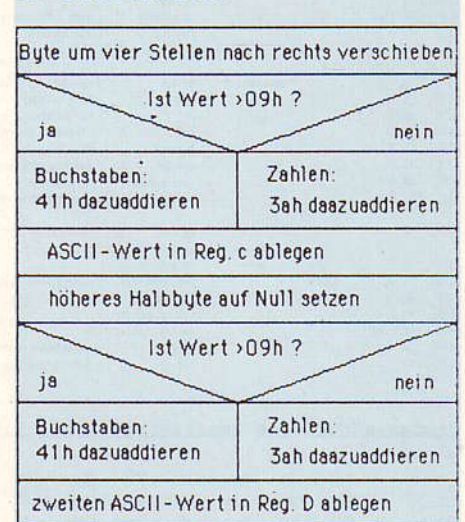 Byte um vier Stellen nach rechts verschieben
Ist Wert >09h ?
ja
nein
Buchstaben:
41h dazuaddieren
Zahlen:
3ah daazuaddieren
ASCII-Wert in Reg. c ablegen
höheres Halbbyte auf Null setzen
Ist Wert >09h ?
ja
nein
Buchstaben:
41h dazuaddieren
Zahlen:
3ah dazuaddieren
zweiten ASCII-Wert in Reg. D ablegen